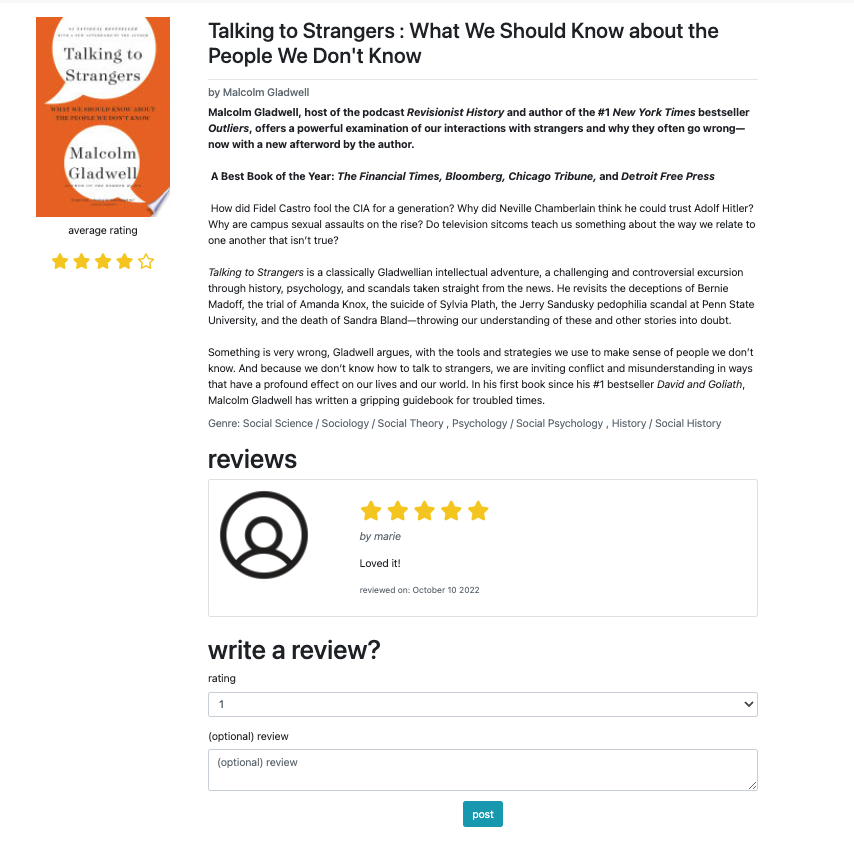 #1 NATIONAL BESTSELLER
WITH A NEW AFTERWORD BY THE AUTHOR
Talking to
Strangers
WHAT WE SHOULD KNOW ABOUT
THE PEOPLE WE DON'T KNOW
Malcolm
Gladwell
average rating
Talking to Strangers : What We Should Know about the
People We Don't Know
by Malcolm Gladwell
Malcolm Gladwell, host of the podcast Revisionist History and author of the #1 New York Times bestseller
Outliers, offers a powerful examination of our interactions with strangers and why they often go wrong—
now with a new afterword by the author.
A Best Book of the Year: The Financial Times, Bloomberg, Chicago Tribune, and Detroit Free Press
How did Fidel Castro fool the CIA for a generation? Why did Neville Chamberlain think he could trust Adolf Hitler?
Why are campus sexual assaults on the rise? Do television sitcoms teach us something about the way we relate to
one another that isn’t true?
Talking to Strangers is a classically Gladwellian intellectual adventure, a challenging and controversial excursion
through history, psychology, and scandals taken straight from the news. He revisits the deceptions of Bernie
Madoff, the trial of Amanda Knox, the suicide of Sylvia Plath, the Jerry Sandusky pedophilia scandal at Penn State
University, and the death of Sandra Bland—throwing our understanding of these and other stories into doubt.
Something is very wrong, Gladwell argues, with the tools and strategies we use to make sense of people we don’t
know. And because we don’t know how to talk to strangers, we are inviting conflict and misunderstanding in ways
that have a profound effect on our lives and our world. In his first book since his #1 bestseller David and Goliath,
Malcolm Gladwell has written a gripping guidebook for troubled times.
Genre: Social Science / Sociology / Social Theory , Psychology / Social Psychology , History / Social History
reviews
by marie
Loved it!
reviewed on: October 10 2022
write a review?
rating
1
(optional) review
(optional) review
post